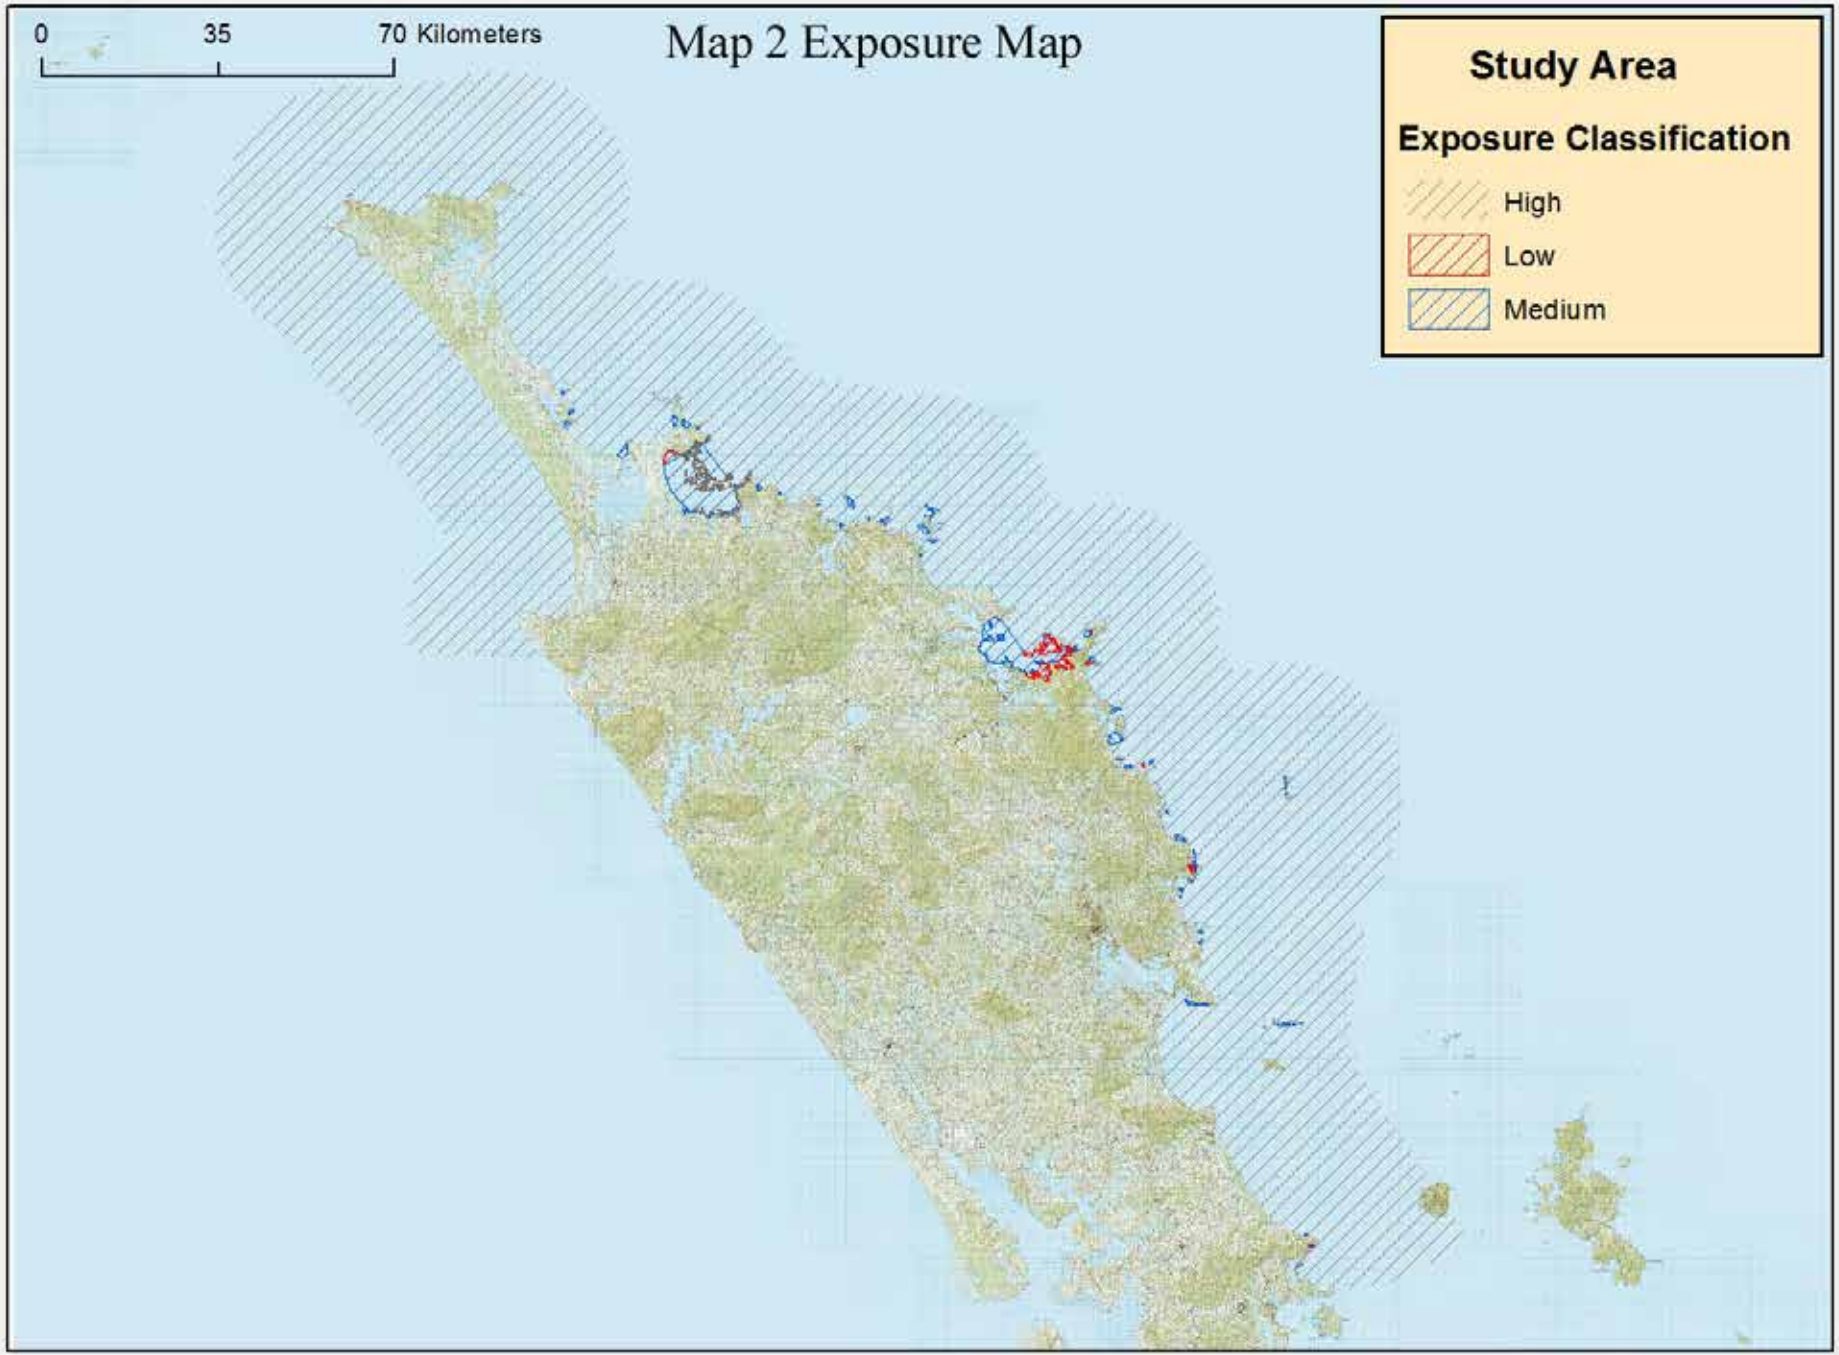 0 35 70 Kilometers
Map 2 Exposure Map
Study Area
Exposure Classification
High
Low
Medium